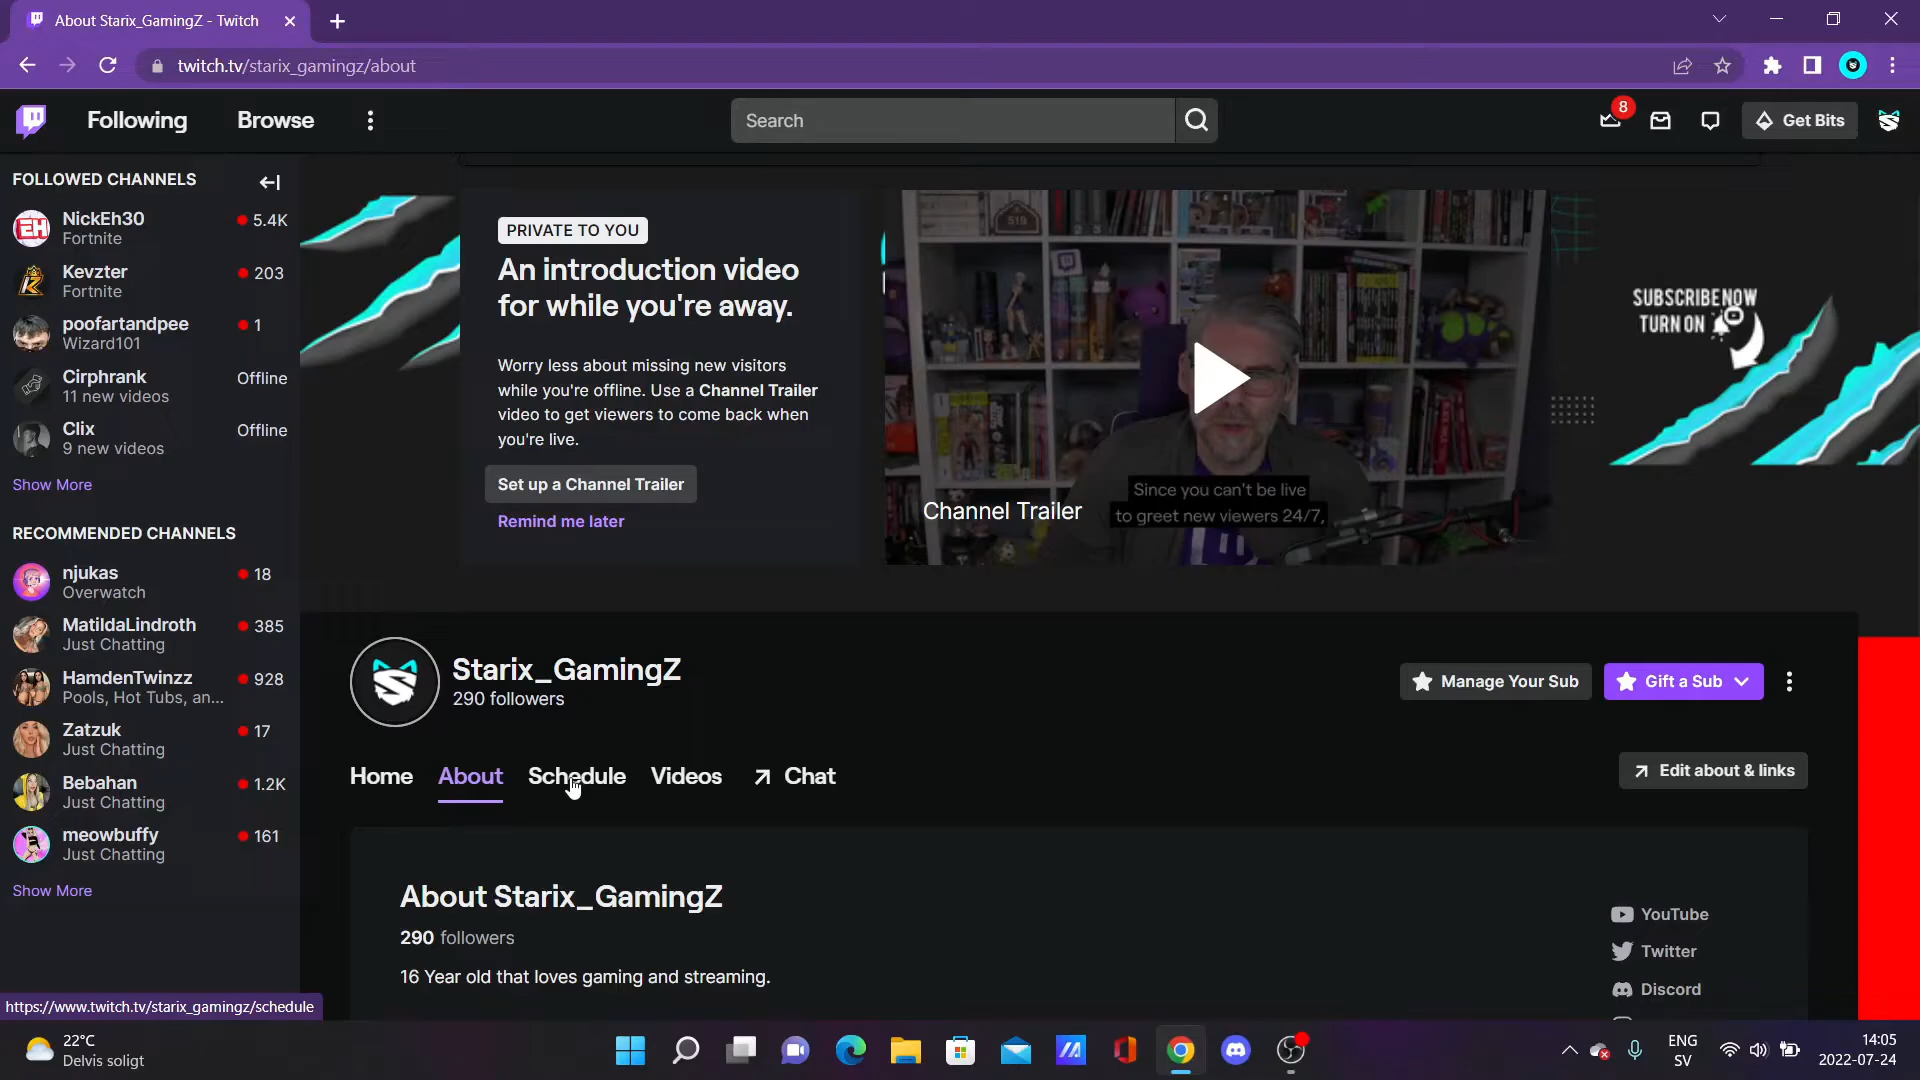 About Starix_GamingZ - Twitch
twitch.tv/starix_gamingz/about
Following
Browse
Search
8
Get Bits
FOLLOWED CHANNELS
NickEh30
5.4K
Fortnite
Kevzter
203
Fortnite
poofartandpee
1
Wizard101
Cirphrank
Offline
11 new videos
Clix
Offline
9 new videos
Show More
RECOMMENDED CHANNELS
njukas
18
Overwatch
MatildaLindroth
385
Just Chatting
HamdenTwinzz
928
Pools, Hot Tubs, an...
Zatzuk
17
Just Chatting
Bebahan
1.2K
Just Chatting
meowbuffy
161
Just Chatting
Show More
PRIVATE TO YOU
An introduction video
for while you're away.
Worry less about missing new visitors
while you're offline. Use a Channel Trailer
video to get viewers to come back when
you're live.
Set up a Channel Trailer
Remind me later
519
Channel Trailer
Since you can't be live
to greet new viewers 24/7,
SUBSCRIBE NOW
TURN ON
Starix_GamingZ
290 followers
Manage Your Sub
Gift a Sub
Home
About
Schedule
Videos
Chat
Edit about & links
About Starix_GamingZ
290 followers
16 Year old that loves gaming and streaming.
YouTube
Twitter
Discord
https://www.twitch.tv/starix_gamingz/schedule
22°C
Delvis soligt
ENG
SV
14:05
2022-07-24